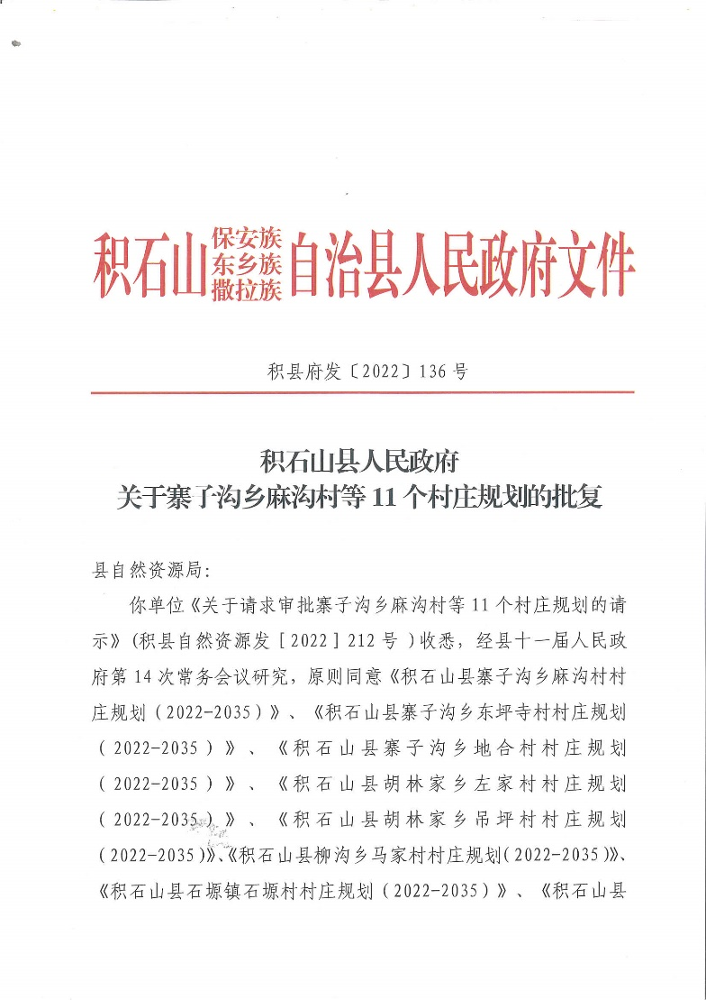 积石山保安族东乡族撒拉族自治县人民政府文件
积县府发〔2022〕136 号
积石山县人民政府
关于寨子沟乡麻沟村等 11 个村庄规划的批复
县自然资源局：
你单位《关于请求审批寨子沟乡麻沟村等 11 个村庄规划的请
示》(积县自然资源发［2022］212 号 )收悉，经县十一届人民政
府第 14 次常务会议研究，原则同意《积石山县寨子沟乡麻沟村村
庄规划（2022-2035）》、《积石山县寨子沟乡东坪寺村村庄规划
（2022-2035）》、《积石山县寨子沟乡地合村村庄规划
（2022-2035）》、《积石山县胡林家乡左家村村庄规划
（2022-2035）》、《积石山县胡林家乡吊坪村村庄规划
(2022-2035)》、《积石山县柳沟乡马家村村庄规划(2022-2035)》、
《积石山县石塬镇石塬村村庄规划（2022-2035）》、《积石山县